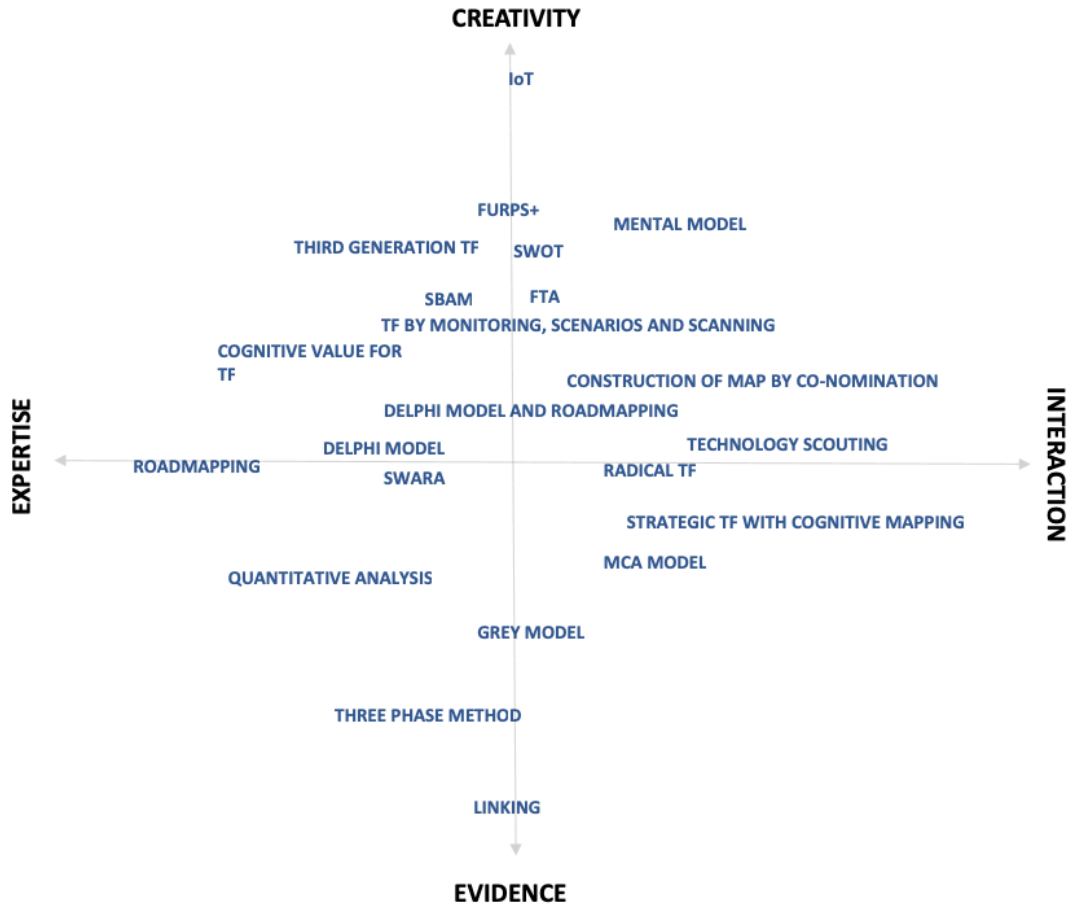 CREATIVITY
IoT
FURPS+
MENTAL MODEL
THIRD GENERATION TF
SWOT
SBAM
FTA
TF BY MONITORING, SCENARIOS AND SCANNING
COGNITIVE VALUE FOR
TF
CONSTRUCTION OF MAP BY CO-NOMINATION
DELPHI MODEL AND ROADMAPPING
EXPERTISE
INTERACTION
DELPHI MODEL
TECHNOLOGY SCOUTING
ROADMAPPING
RADICAL TF
SWARA
STRATEGIC TF WITH COGNITIVE MAPPING
MCA MODEL
QUANTITATIVE ANALYSIS
GREY MODEL
THREE PHASE METHOD
LINKING
EVIDENCE